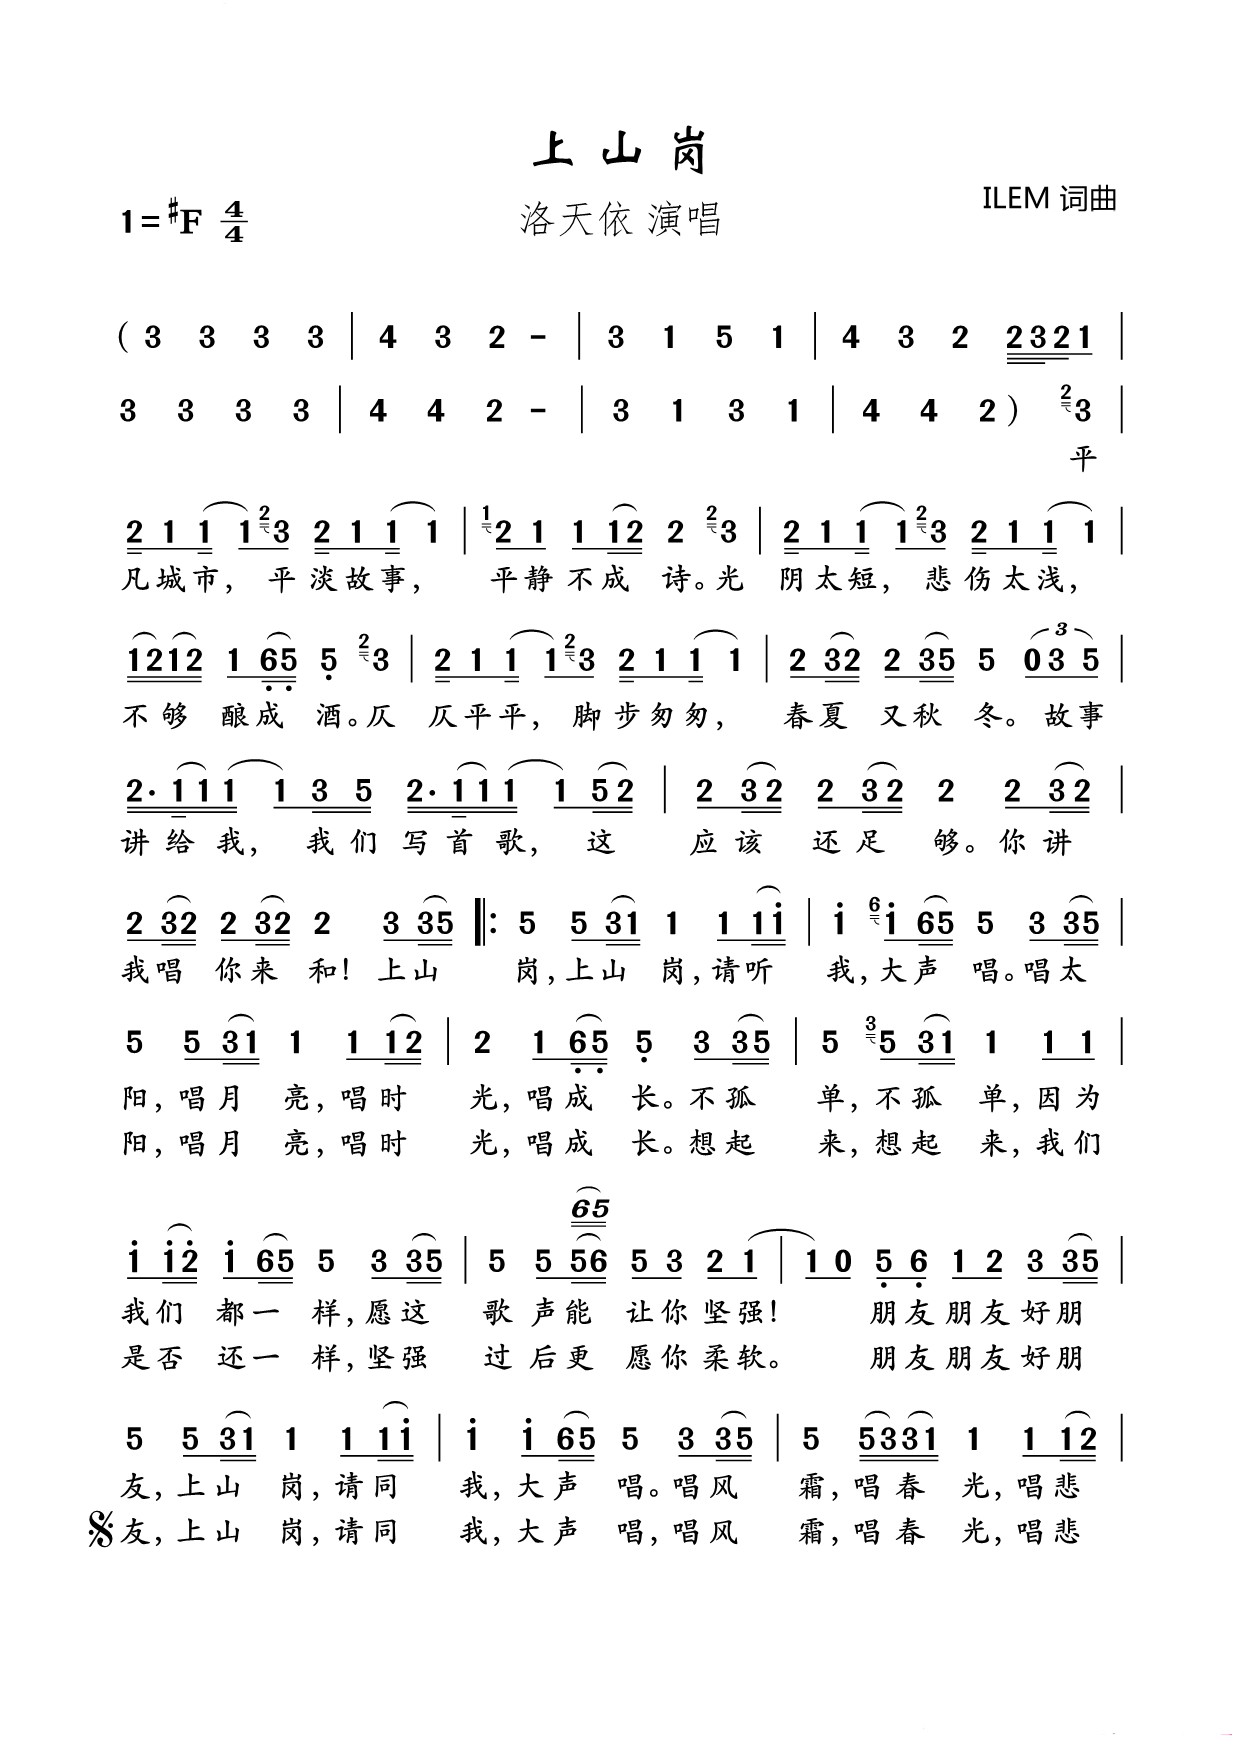 上山岗
1=♯F 4/4
洛天依 演唱
ILEM 词曲
( 3 3 3 3 | 4 3 2 - | 3 1 5 1 | 4 3 2 2321 |
3 3 3 3 | 4 4 2 - | 3 1 3 1 | 4 4 2 ) 2 3 |
平
2 1 1 1 2 3 2 1 1 1 | 1 2 1 1 12 2 2 3 | 2 1 1 1 2 3 2 1 1 1 |
凡城市, 平淡故事, 平静不成 诗。光 阴太短, 悲伤太浅,
1212 1 65 5 2 3 | 2 1 1 1 2 3 2 1 1 1 | 2 32 2 35 5 3 03 5 |
不够 酿成 酒。仄 仄平平, 脚步匆匆, 春夏 又秋 冬。故事
2· 111 1 3 5 2· 111 1 52 | 2 32 2 32 2 2 32 |
讲给我, 我们写首歌, 这 应该 还足 够。你讲
2 32 2 32 2 3 35 ‖: 5 5 31 1 1 1i | i 6 i 65 5 3 35 |
我唱 你来 和! 上山 岗,上山 岗,请听 我,大声 唱。唱太
5 5 31 1 1 12 | 2 1 65 5 3 35 | 5 3 5 31 1 1 1 |
阳,唱月 亮,唱时 光,唱成 长。不孤 单,不孤 单,因为
阳,唱月 亮,唱时 光,唱成 长。想起 来,想起 来,我们
65
i i2 i 65 5 3 35 | 5 5 56 5 3 2 1 | 1 0 5 6 1 2 3 35 |
我们 都一 样,愿这 歌声能 让你坚强! 朋友朋友好朋
是否 还一 样,坚强 过后更 愿你柔软。 朋友朋友好朋
5 5 31 1 1 1i | i i 65 5 3 35 | 5 5331 1 1 12 |
友,上山 岗,请同 我,大声 唱。唱风 霜,唱春 光,唱悲
𝄋 友,上山 岗,请同 我,大声 唱,唱风 霜,唱春 光,唱悲